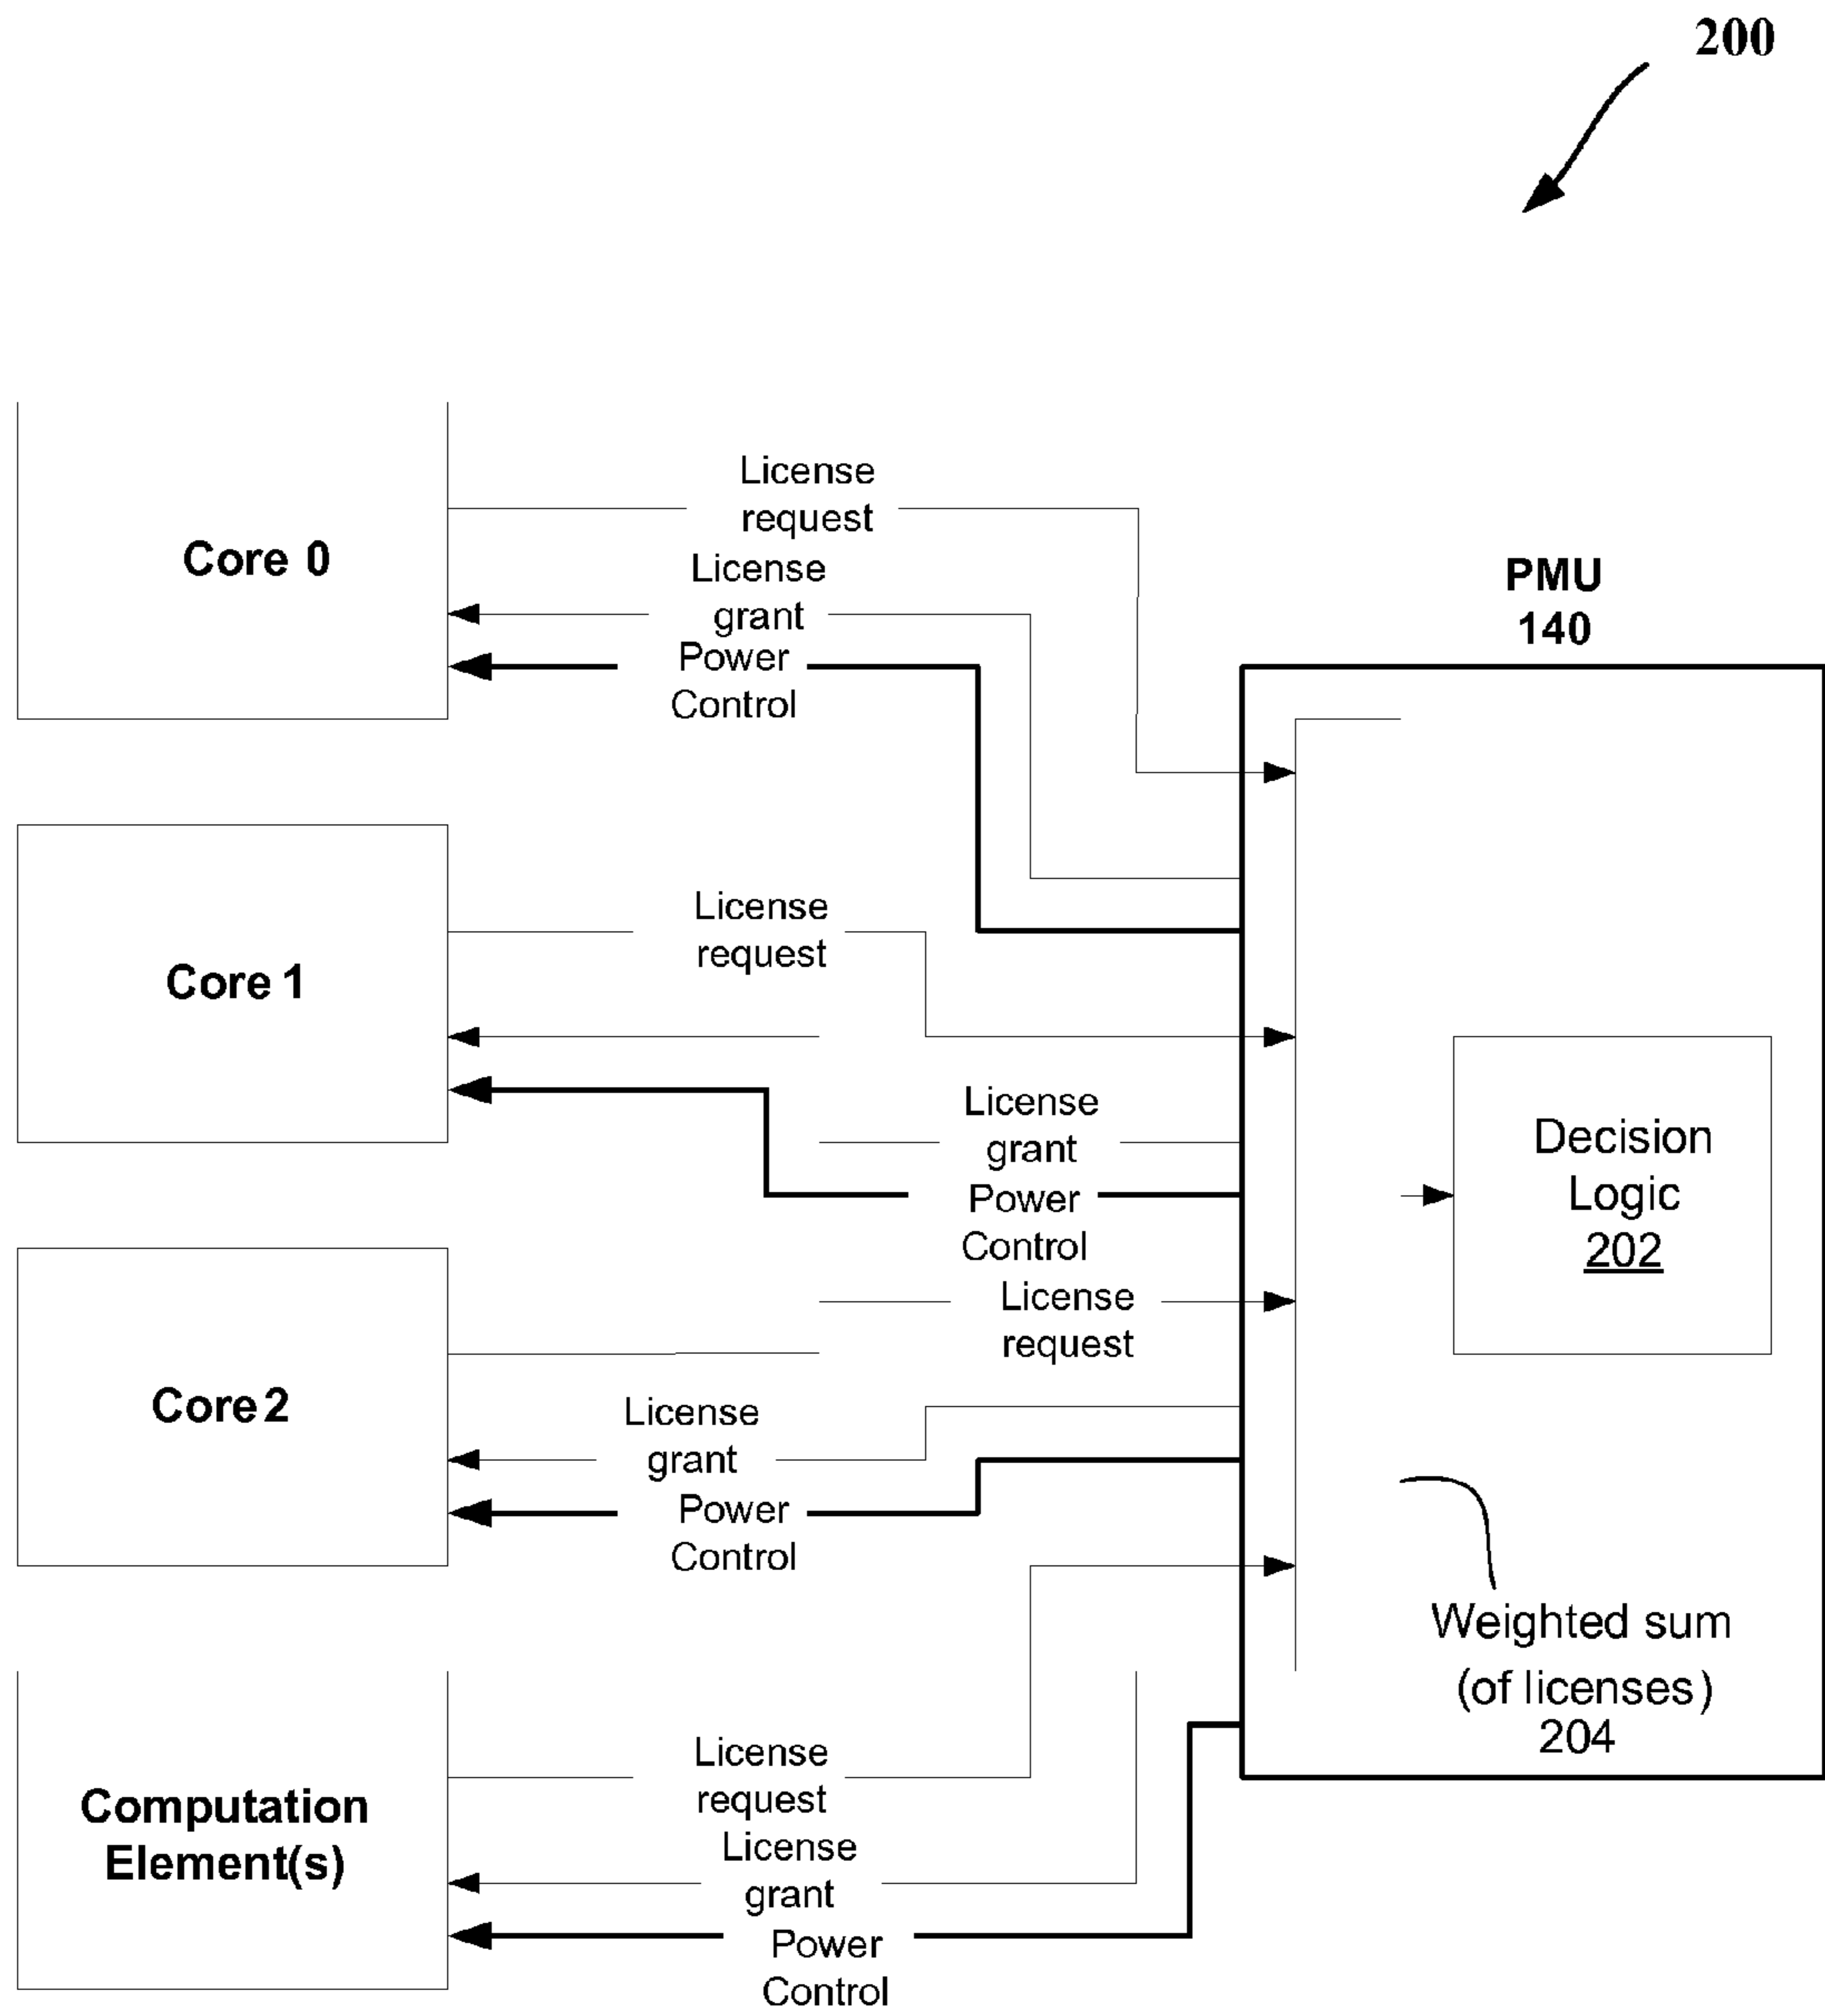 200
License
request
Core 0
License
grant
Power
Control
PMU
140
License
request
Core 1
License
grant
Power
Control
Decision
Logic
202
License
request
Core 2
License
grant
Power
Control
Weighted sum
(of licenses)
204
License
request
Computation
Element(s)
License
grant
Power
Control